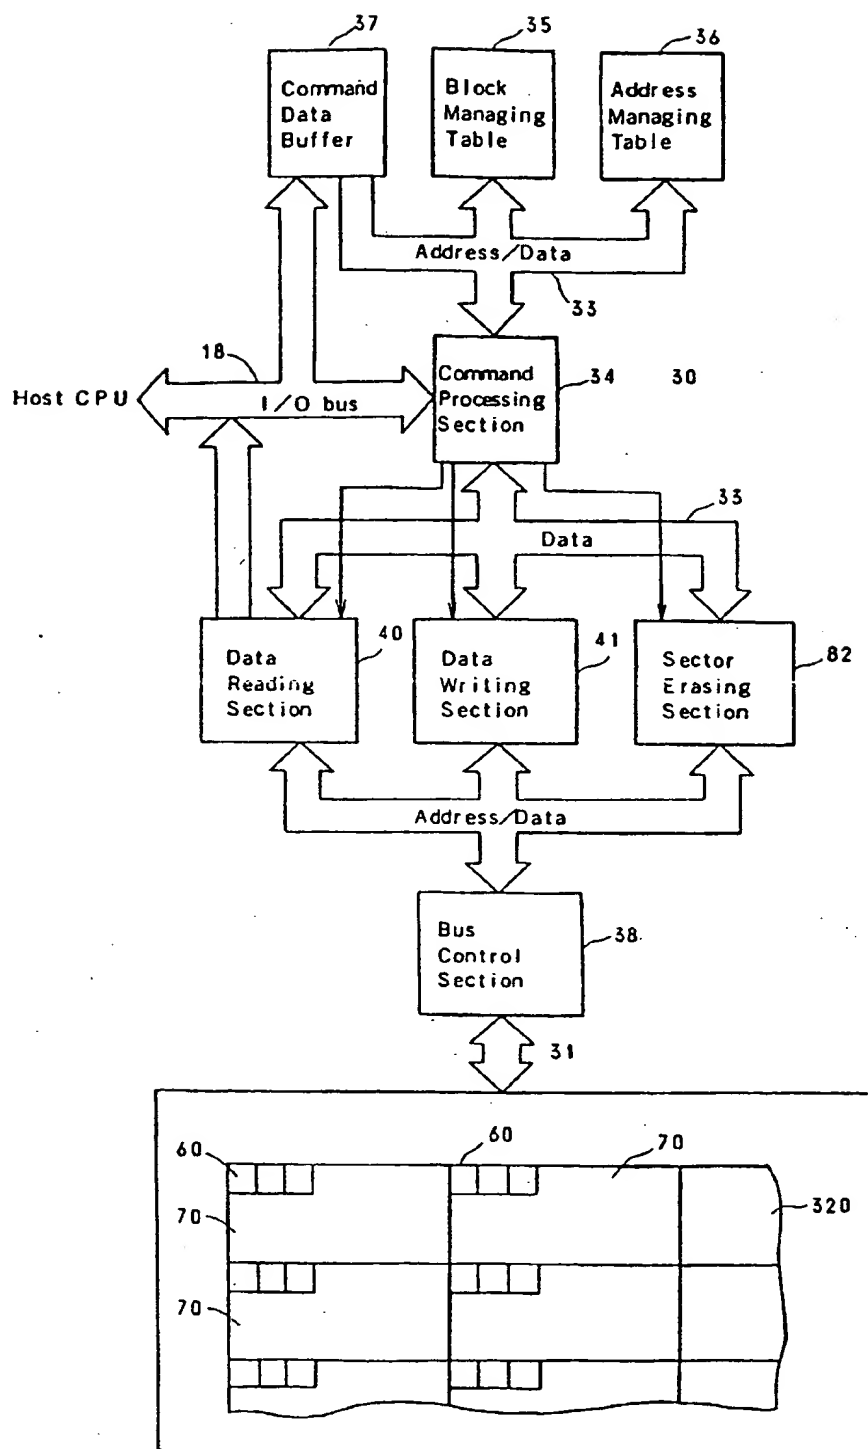 37
35
36
Command
Data
Buffer
Block
Managing
Table
Address
Managing
Table
Address/Data
33
18
Host CPU
I/O bus
Command
Processing
Section
34
30
33
Data
40
41
82
Data
Reading
Section
Data
Writing
Section
Sector
Erasing
Section
Address/Data
Bus
Control
Section
38
31
60
60
70
70
320
70